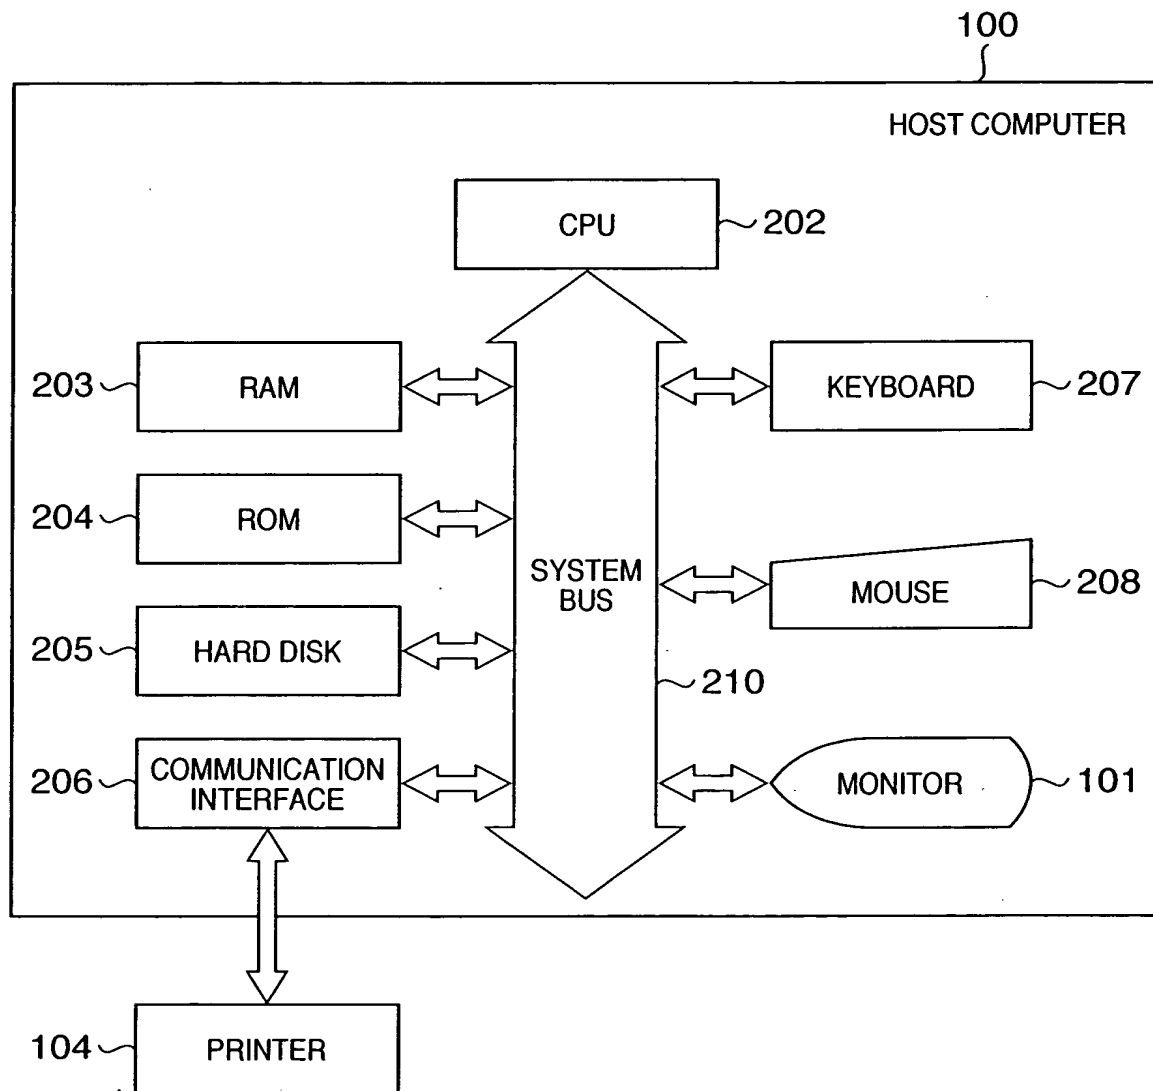 100
HOST COMPUTER
CPU
202
203
RAM
KEYBOARD
207
204
ROM
SYSTEM
BUS
MOUSE
208
205
HARD DISK
210
206
COMMUNICATION
INTERFACE
MONITOR
101
104
PRINTER